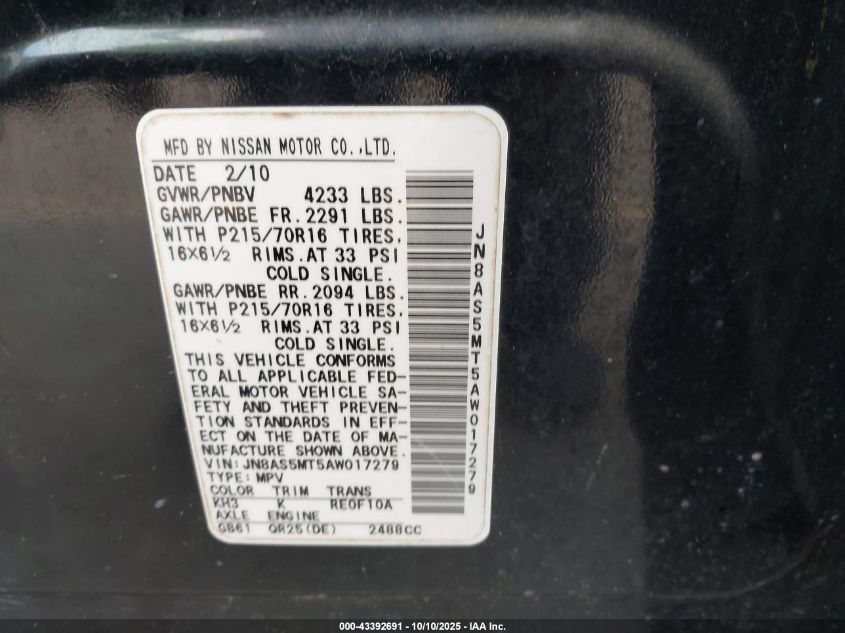 MFD BY NISSAN MOTOR CO.,LTD.
DATE 2/10
GVWR/PNBV 4233 LBS.
GAWR/PNBE FR. 2291 LBS.
WITH P215/70R16 TIRES,
16X6½ RIMS.AT 33 PSI
COLD SINGLE.
GAWR/PNBE RR. 2094 LBS.
WITH P215/70R16 TIRES,
16X6½ RIMS.AT 33 PSI
COLD SINGLE.
THIS VEHICLE CONFORMS
TO ALL APPLICABLE FED-
ERAL MOTOR VEHICLE SA-
FETY AND THEFT PREVEN-
TION STANDARDS IN EFF-
ECT ON THE DATE OF MA-
NUFACTURE SHOWN ABOVE.
VIN:JN8AS5MT5AW017279
TYPE:MPV
COLOR TRIM TRANS
KH3 K RE0F10A
AXLE ENGINE
GB61 QR25(DE) 2488CC
JN8AS5MT5AW017279
000-43392691 - 10/10/2025 - IAA Inc.